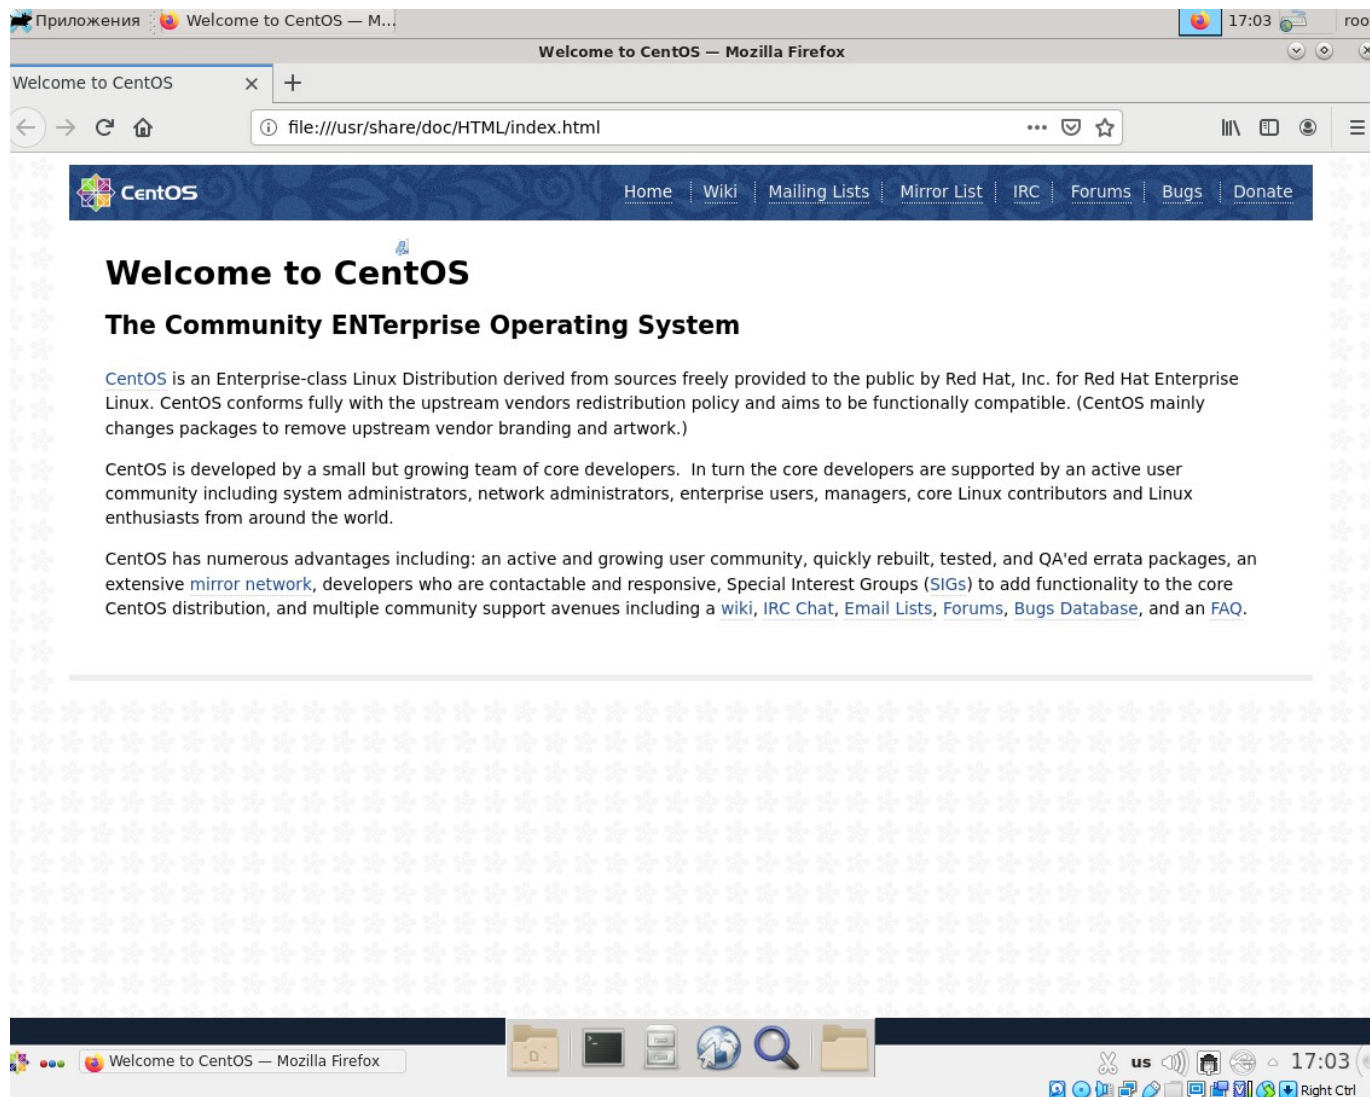 Приложения Welcome to CentOS — M... 17:03 roo
Welcome to CentOS — Mozilla Firefox
Welcome to CentOS
file:///usr/share/doc/HTML/index.html
CentOS Home Wiki Mailing Lists Mirror List IRC Forums Bugs Donate
Welcome to CentOS
The Community ENTerprise Operating System
CentOS is an Enterprise-class Linux Distribution derived from sources freely provided to the public by Red Hat, Inc. for Red Hat Enterprise
Linux. CentOS conforms fully with the upstream vendors redistribution policy and aims to be functionally compatible. (CentOS mainly
changes packages to remove upstream vendor branding and artwork.)
CentOS is developed by a small but growing team of core developers.  In turn the core developers are supported by an active user
community including system administrators, network administrators, enterprise users, managers, core Linux contributors and Linux
enthusiasts from around the world.
CentOS has numerous advantages including: an active and growing user community, quickly rebuilt, tested, and QA'ed errata packages, an
extensive mirror network, developers who are contactable and responsive, Special Interest Groups (SIGs) to add functionality to the core
CentOS distribution, and multiple community support avenues including a wiki, IRC Chat, Email Lists, Forums, Bugs Database, and an FAQ.
Welcome to CentOS — Mozilla Firefox us 17:03
Right Ctrl